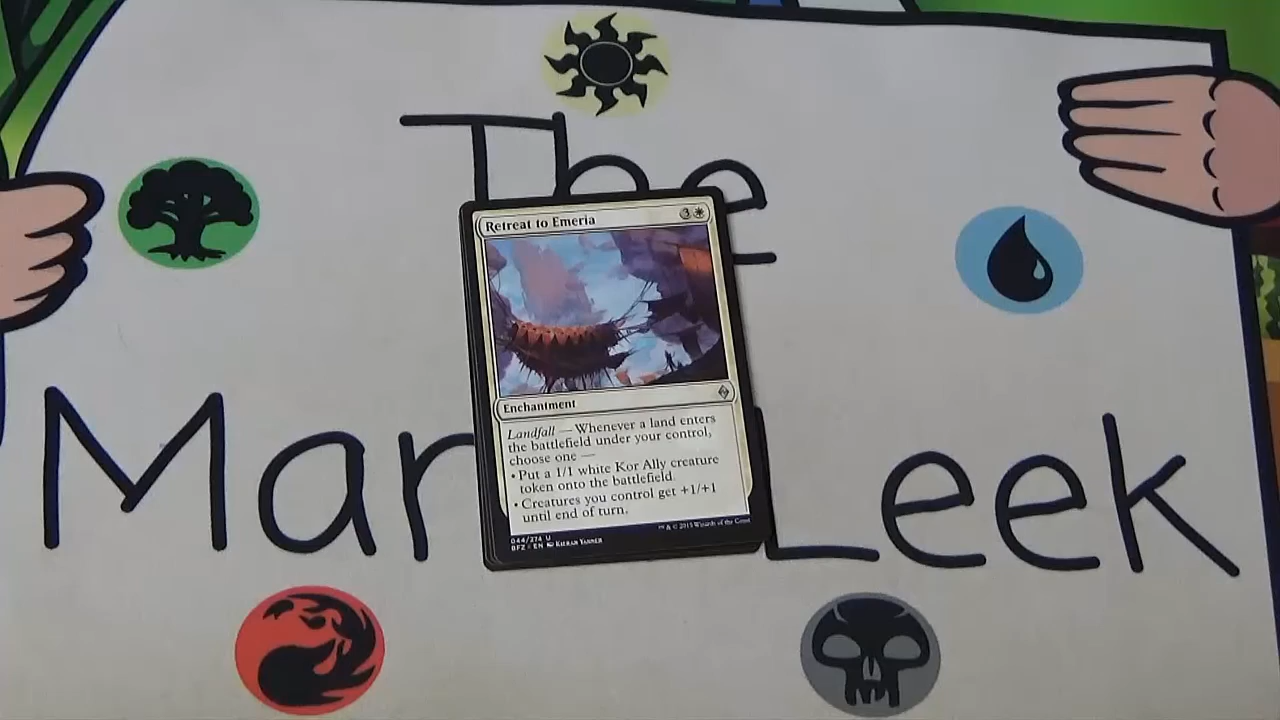 The
Retreat to Emeria 3
Mar Leek
Enchantment
Landfall — Whenever a land enters
the battlefield under your control,
choose one —
• Put a 1/1 white Kor Ally creature
token onto the battlefield.
• Creatures you control get +1/+1
until end of turn.
044/274 U
BFZ • EN Kieran Yanner
™ & © 2015 Wizards of the Coast